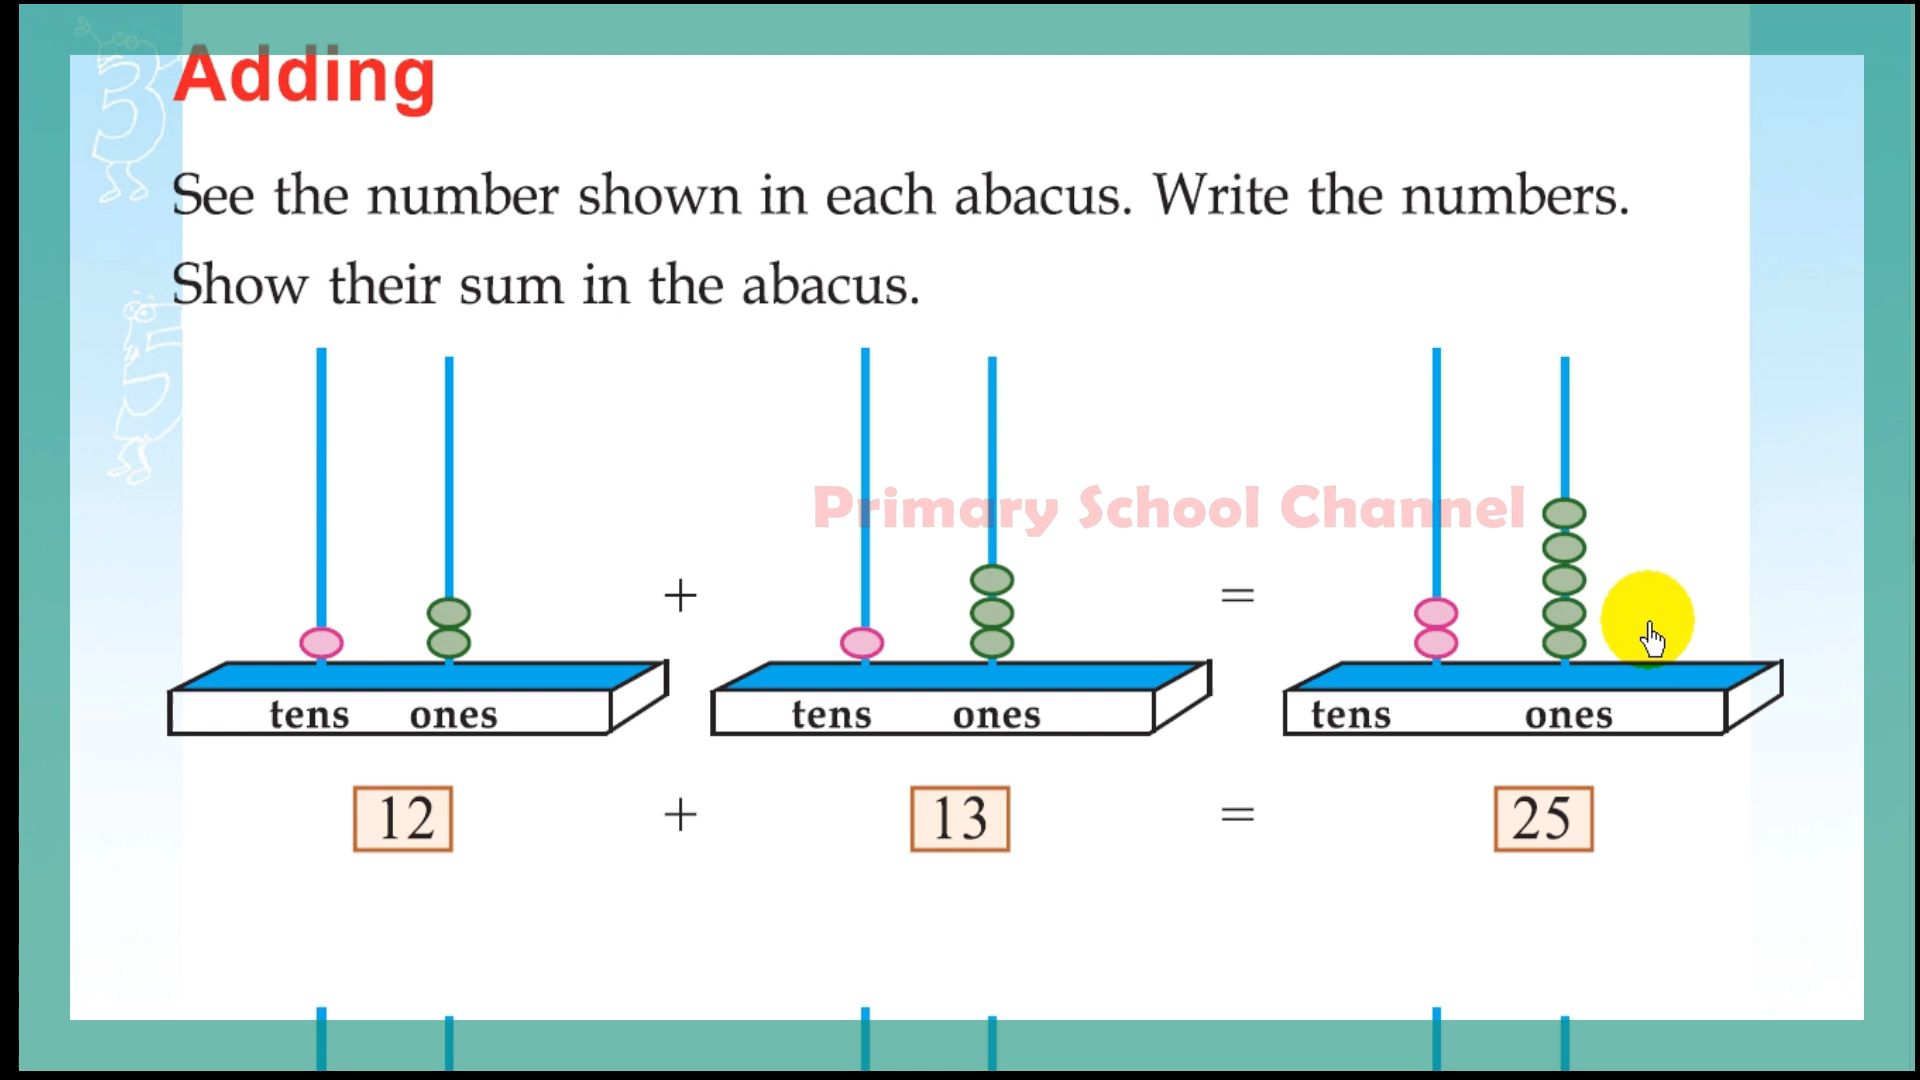 Adding
See the number shown in each abacus. Write the numbers.
Show their sum in the abacus.
Primary School Channel
+ =
tens ones tens ones tens ones
12 + 13 = 25